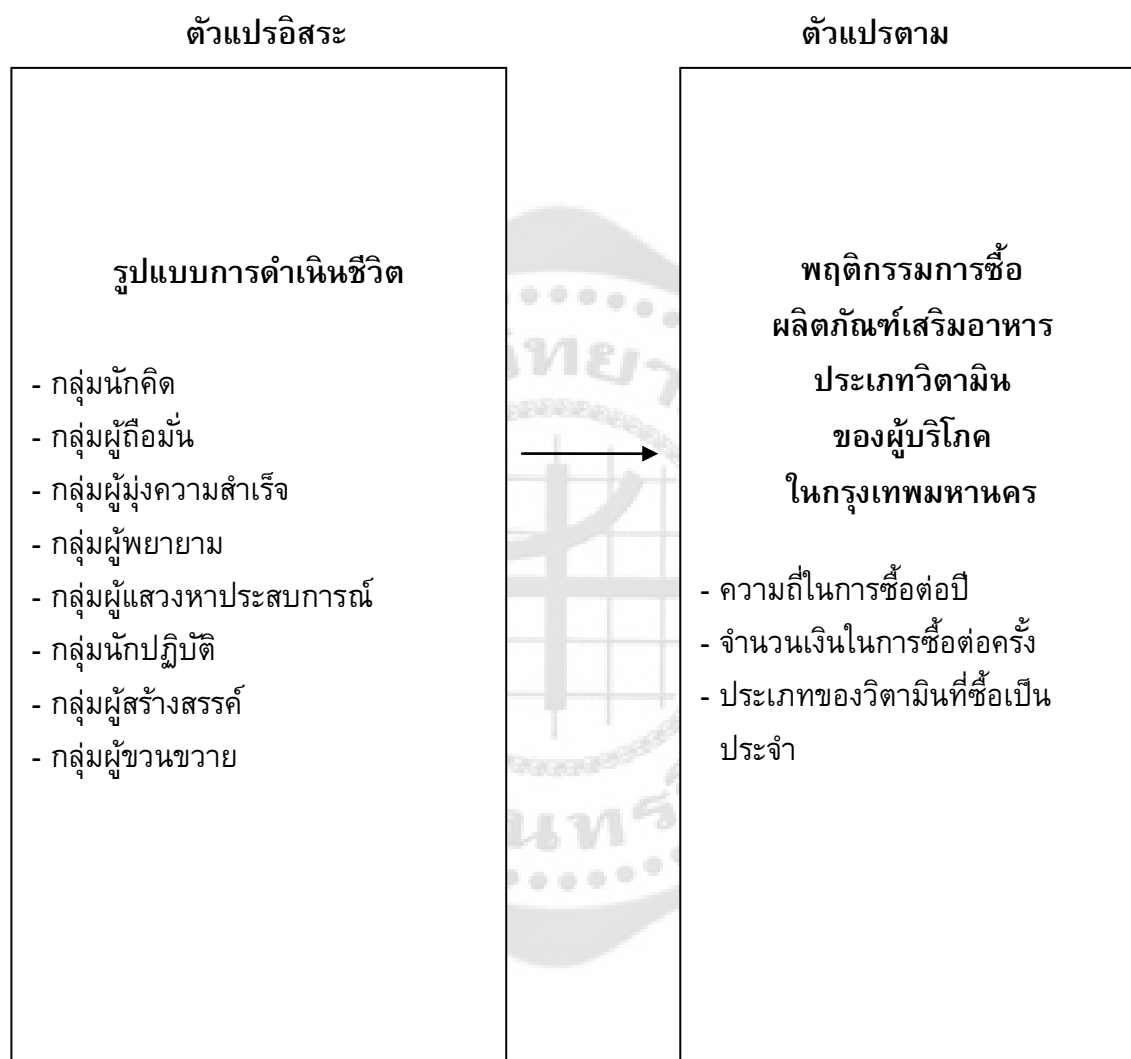 ตัวแปรอิสระ
ตัวแปรตาม
รูปแบบการดำเนินชีวิต
- กลุ่มนักคิด
- กลุ่มผู้ถือมั่น
- กลุ่มผู้มุ่งความสำเร็จ
- กลุ่มผู้พยายาม
- กลุ่มผู้แสวงหาประสบการณ์
- กลุ่มนักปฏิบัติ
- กลุ่มผู้สร้างสรรค์
- กลุ่มผู้ขวนขวาย
พฤติกรรมการซื้อ
ผลิตภัณฑ์เสริมอาหาร
ประเภทวิตามิน
ของผู้บริโภค
ในกรุงเทพมหานคร
- ความถี่ในการซื้อต่อปี
- จำนวนเงินในการซื้อต่อครั้ง
- ประเภทของวิตามินที่ซื้อเป็น
ประจำ